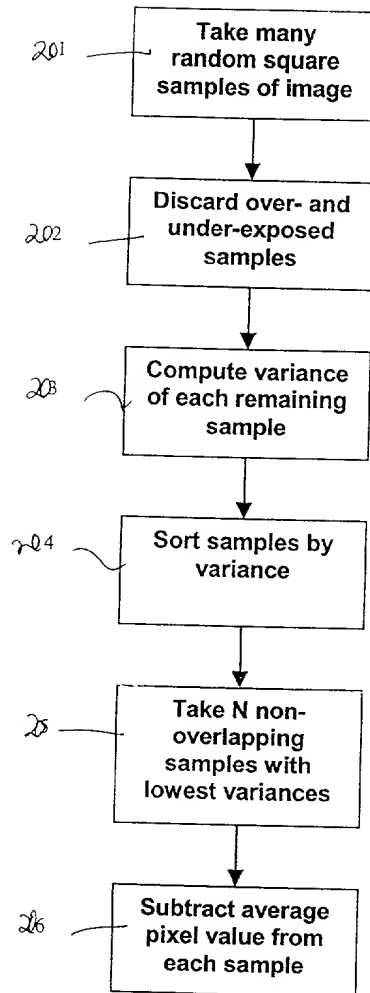 201
Take many
random square
samples of image
202
Discard over- and
under-exposed
samples
203
Compute variance
of each remaining
sample
204
Sort samples by
variance
205
Take N non-
overlapping
samples with
lowest variances
206
Subtract average
pixel value from
each sample